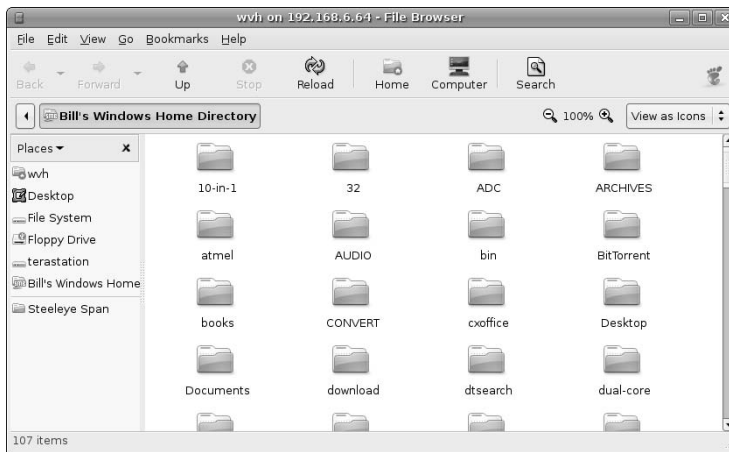 wvh on 192.168.6.64 - File Browser
File Edit View Go Bookmarks Help
Back Forward Up Stop Reload Home Computer Search
Bill's Windows Home Directory 100% View as Icons
Places
wvh
Desktop
File System
Floppy Drive
terastation
Bill's Windows Home
Steeleye Span
10-in-1 32 ADC ARCHIVES
atmel AUDIO bin BitTorrent
books CONVERT cxoffice Desktop
Documents download dtsearch dual-core
107 items